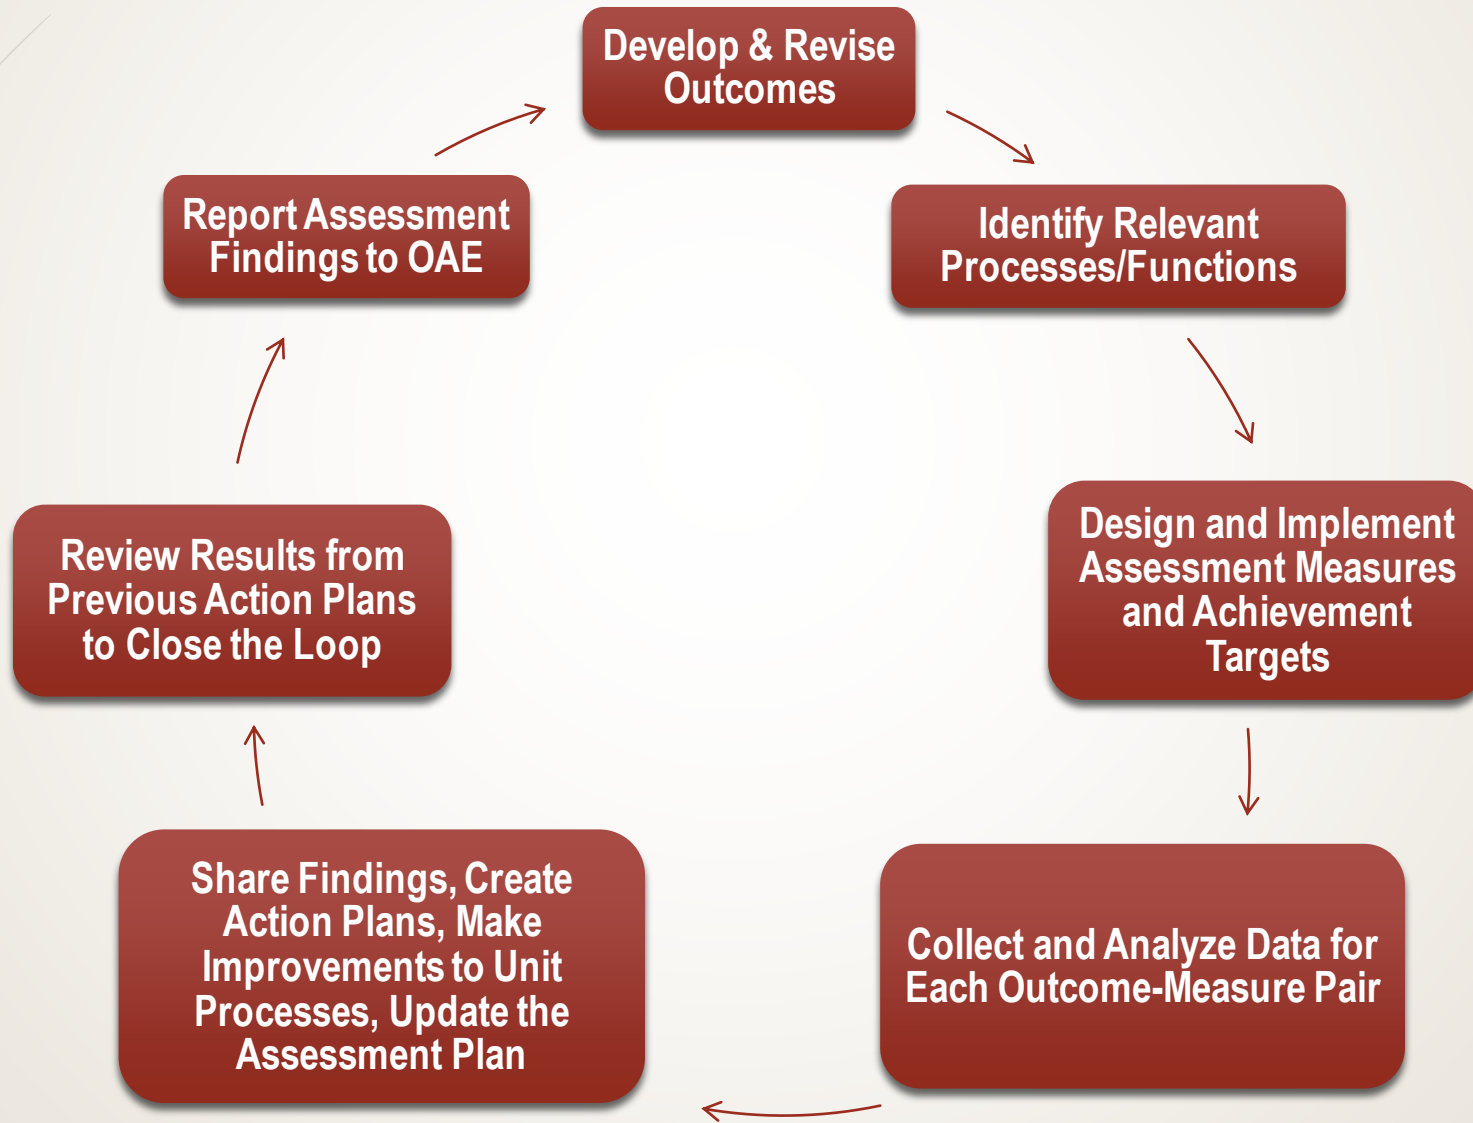 Develop & Revise
Outcomes
Identify Relevant
Processes/Functions
Design and Implement
Assessment Measures
and Achievement
Targets
Collect and Analyze Data for
Each Outcome-Measure Pair
Share Findings, Create
Action Plans, Make
Improvements to Unit
Processes, Update the
Assessment Plan
Review Results from
Previous Action Plans
to Close the Loop
Report Assessment
Findings to OAE